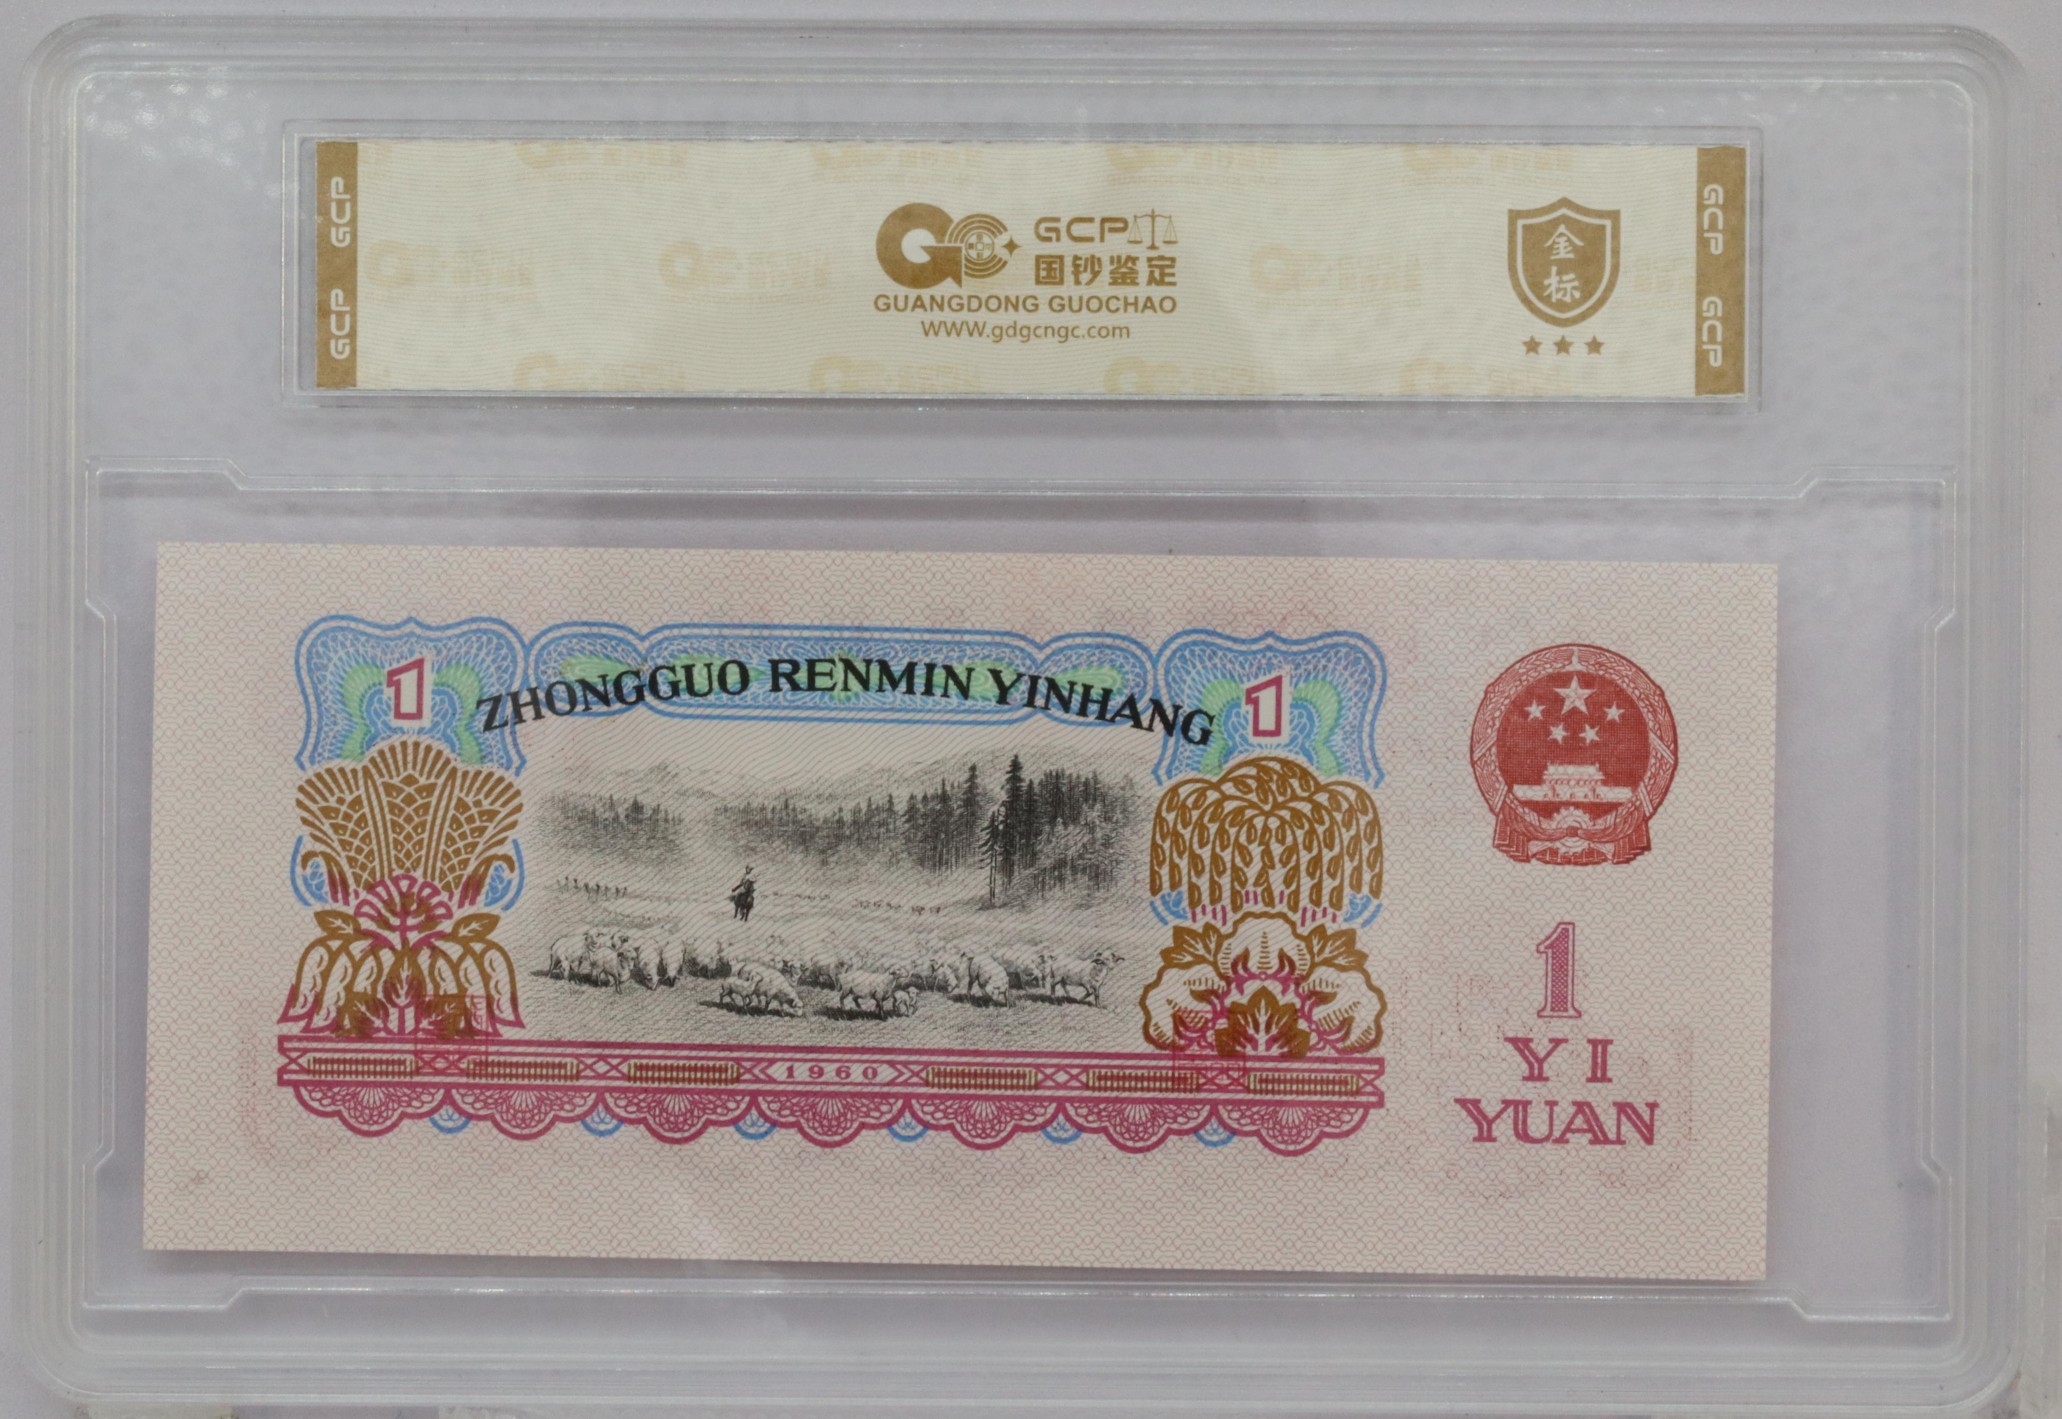 GCP
GCP
GCP
国钞鉴定
GUANGDONG GUOCHAO
WWW.gdgcngc.com
金
标
GCP
GCP
1
ZHONGGUO RENMIN YINHANG
1
1960
1
YI
YUAN